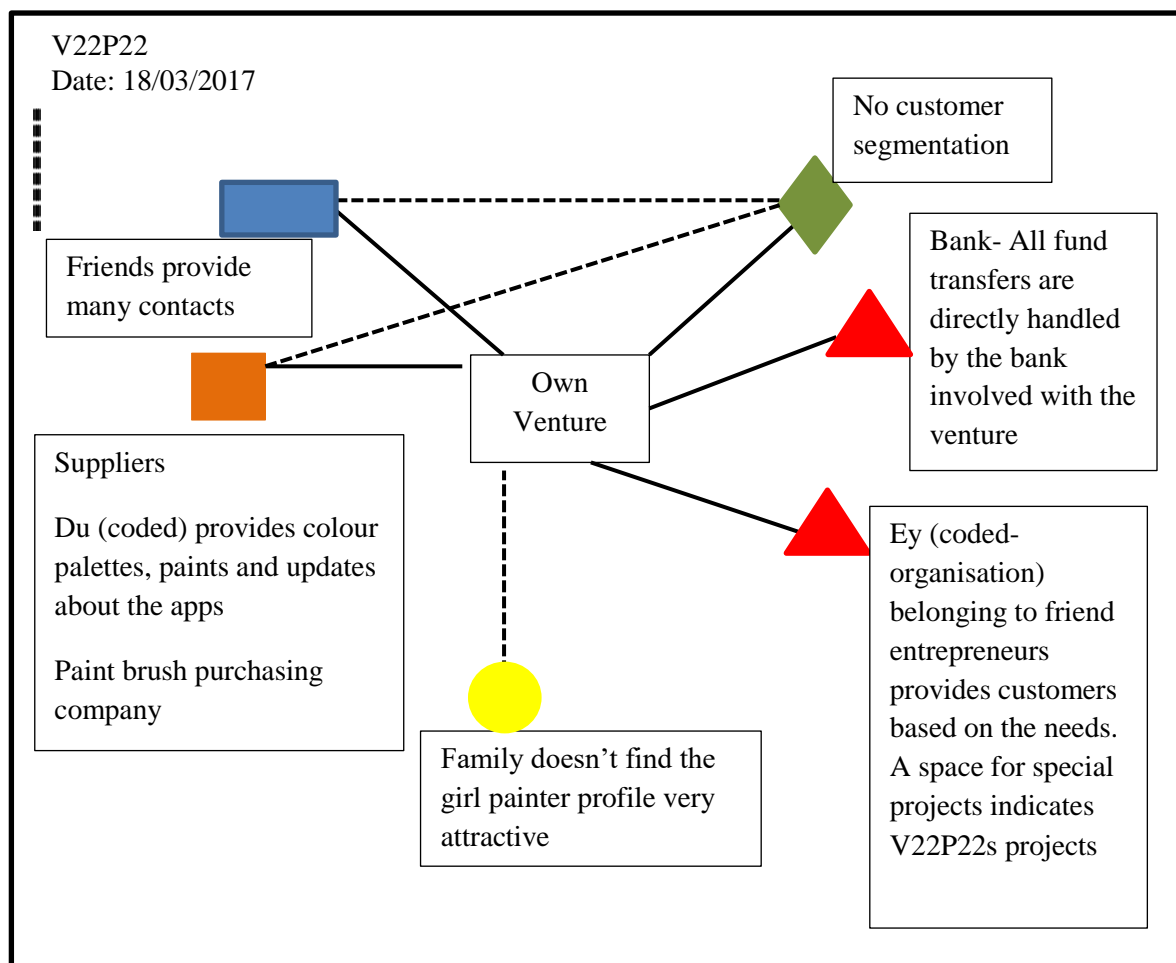 V22P22
Date: 18/03/2017
No customer
segmentation
Friends provide
many contacts
Bank- All fund
transfers are
directly handled
by the bank
involved with the
venture
Own
Venture
Suppliers
Du (coded) provides colour
palettes, paints and updates
about the apps
Paint brush purchasing
company
Ey (coded-
organisation)
belonging to friend
entrepreneurs
provides customers
based on the needs.
A space for special
projects indicates
V22P22s projects
Family doesn’t find the
girl painter profile very
attractive